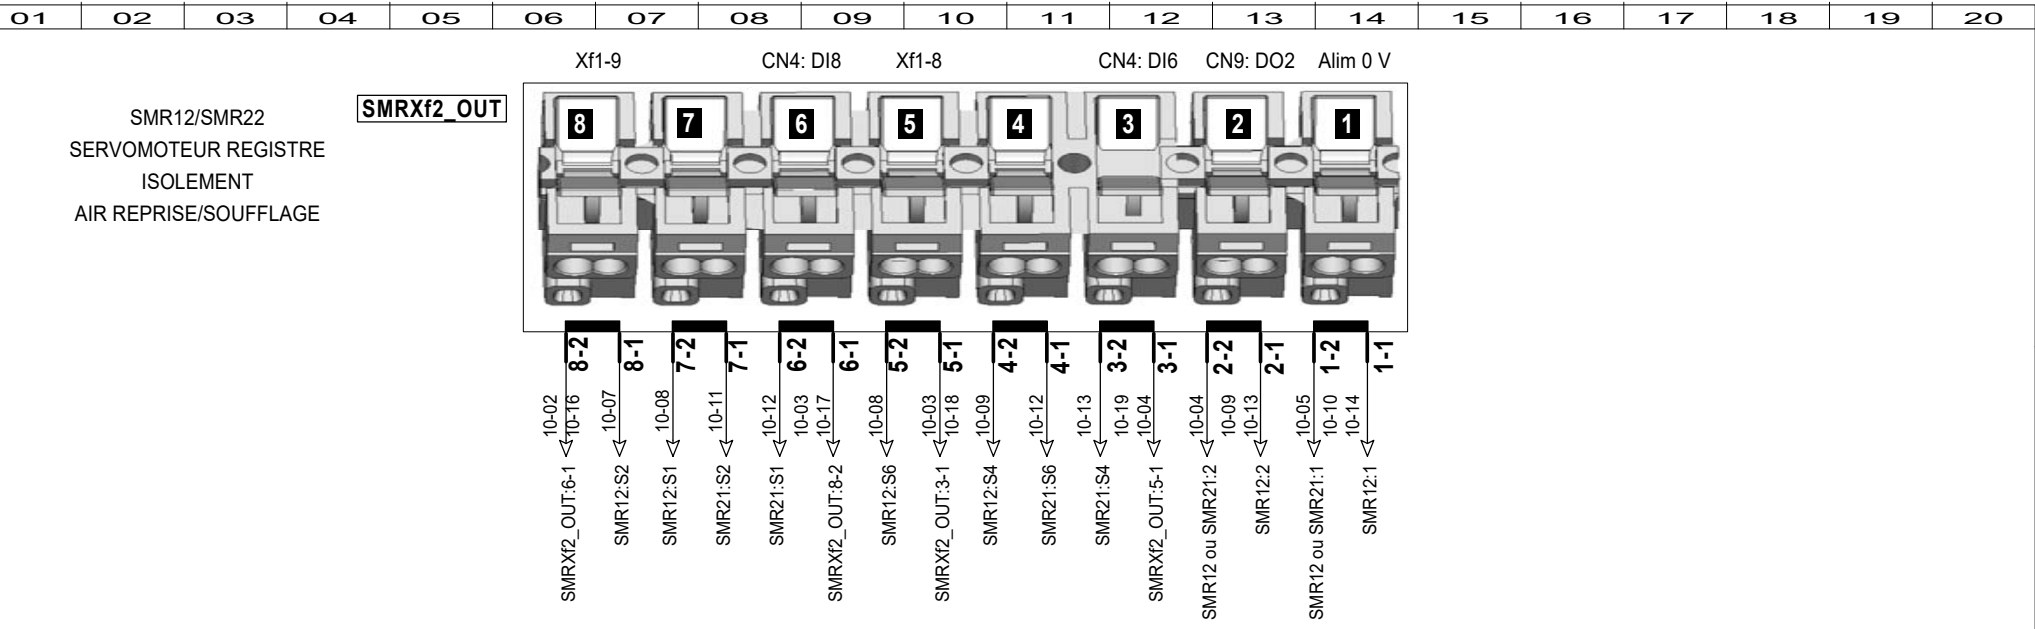 01 02 03 04 05 06 07 08 09 10 11 12 13 14 15 16 17 18 19 20
Xf1-9 CN4: DI8 Xf1-8 CN4: DI6 CN9: DO2 Alim 0 V
SMRXf2_OUT
SMR12/SMR22
SERVOMOTEUR REGISTRE
ISOLEMENT
AIR REPRISE/SOUFFLAGE
8 7 6 5 4 3 2 1
8-2 8-1 7-2 7-1 6-2 6-1 5-2 5-1 4-2 4-1 3-2 3-1 2-2 2-1 1-2 1-1
10-02 10-16 10-07 10-08 10-11 10-12 10-03 10-17 10-08 10-03 10-18 10-09 10-12 10-13 10-19 10-04 10-04 10-09 10-13 10-05 10-10 10-14
SMRXf2_OUT:6-1
SMR12:S2
SMR12:S1
SMR21:S2
SMR21:S1
SMRXf2_OUT:8-2
SMR12:S6
SMRXf2_OUT:3-1
SMR12:S4
SMR21:S6
SMR21:S4
SMRXf2_OUT:5-1
SMR12 ou SMR21:2
SMR12:2
SMR12 ou SMR21:1
SMR12:1